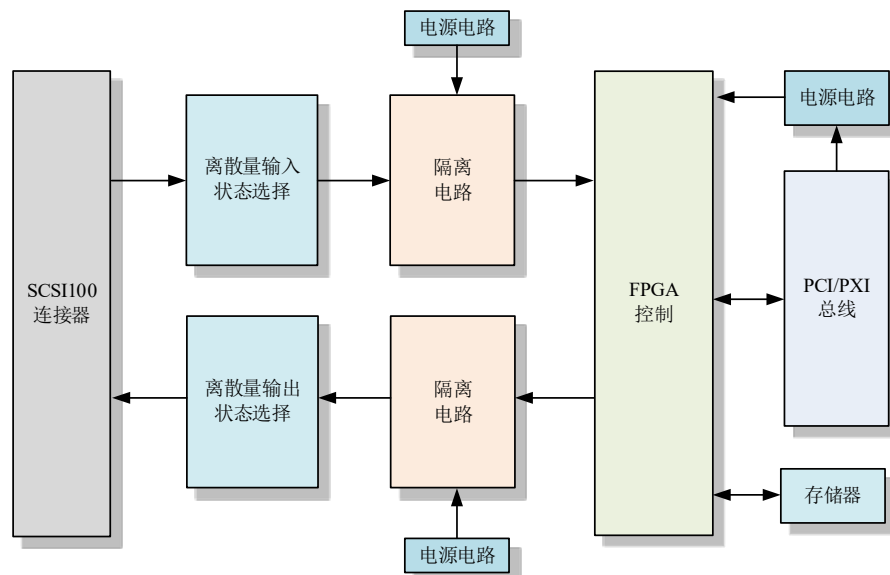 电源电路
SCSI100
连接器
离散量输入
状态选择
隔离
电路
FPGA
控制
电源电路
PCI/PXI
总线
离散量输出
状态选择
隔离
电路
存储器
电源电路